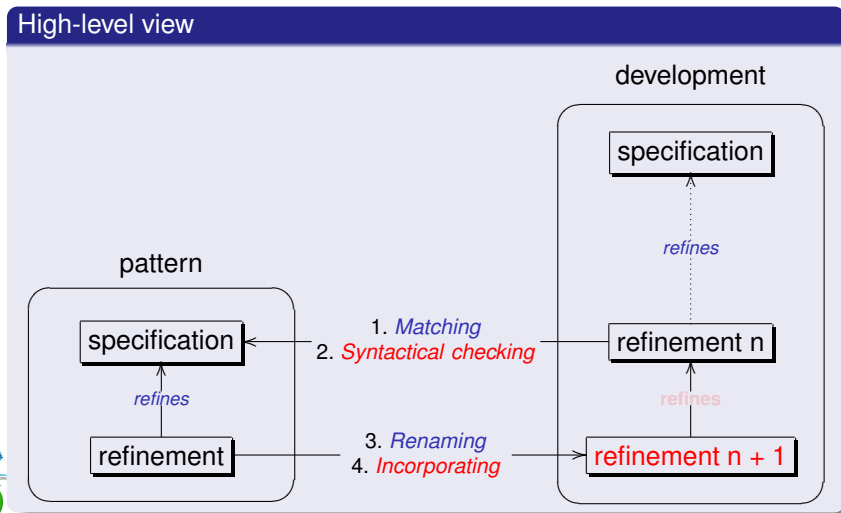 High-level view
development
specification
refines
pattern
specification
1. Matching
2. Syntactical checking
refinement n
refines
refines
refinement
3. Renaming
4. Incorporating
refinement n + 1